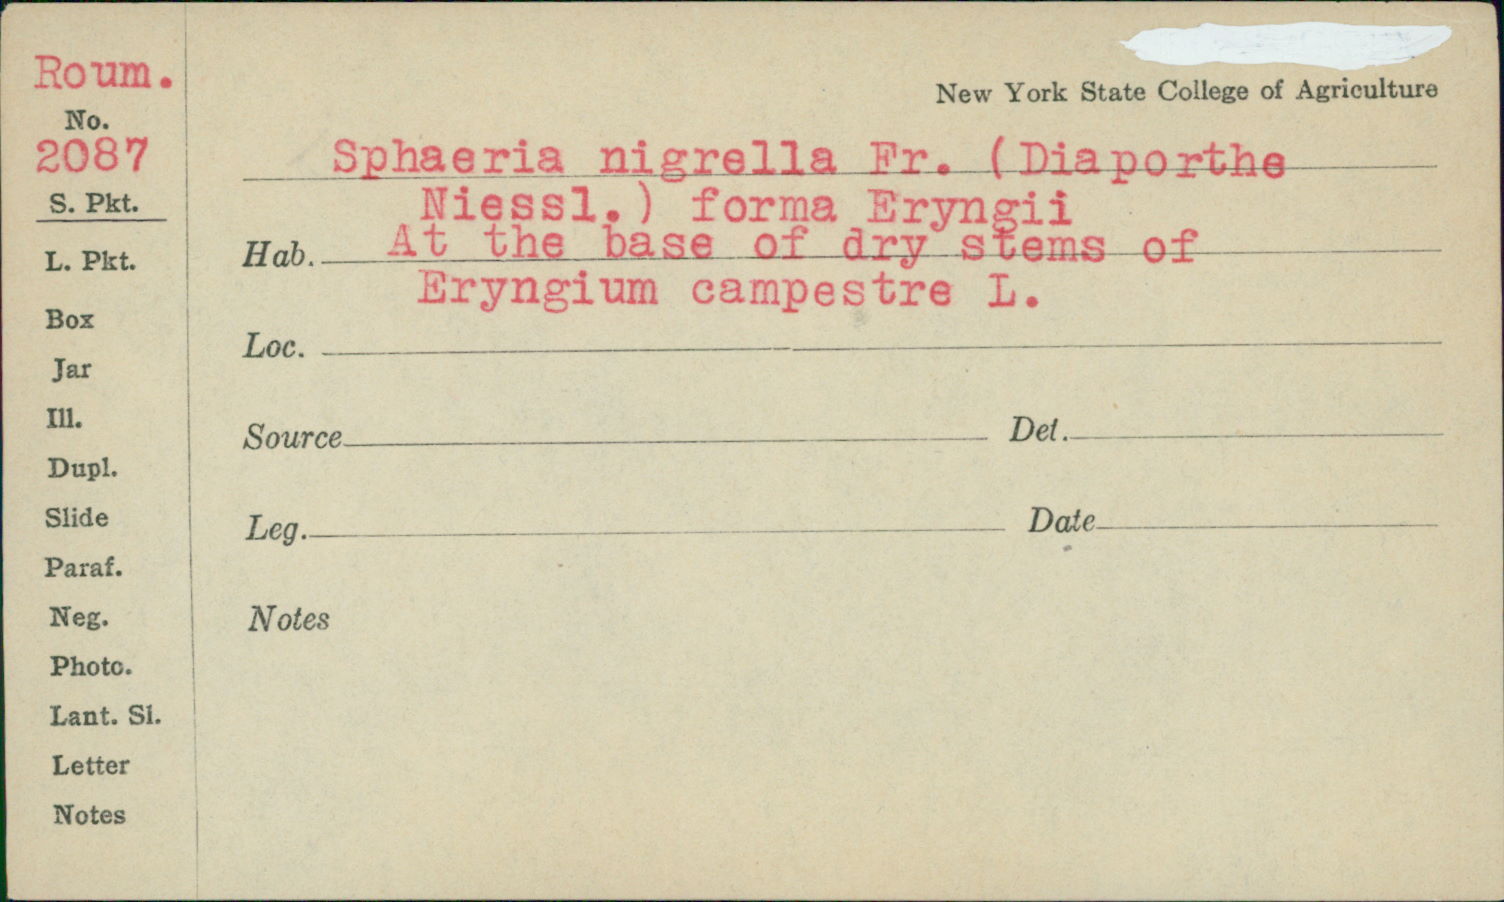 Roum.
No.
2087
S. Pkt.
L. Pkt.
Box
Jar
Ill.
Dupl.
Slide
Paraf.
Neg.
Photo.
Lant. Sl.
Letter
Notes
New York State College of Agriculture
Sphaeria nigrella Fr. (Diaporthe
Niessl.) forma Eryngii
Hab. At the base of dry stems of
Eryngium campestre L.
Loc.
Source Det.
Leg. Date
Notes